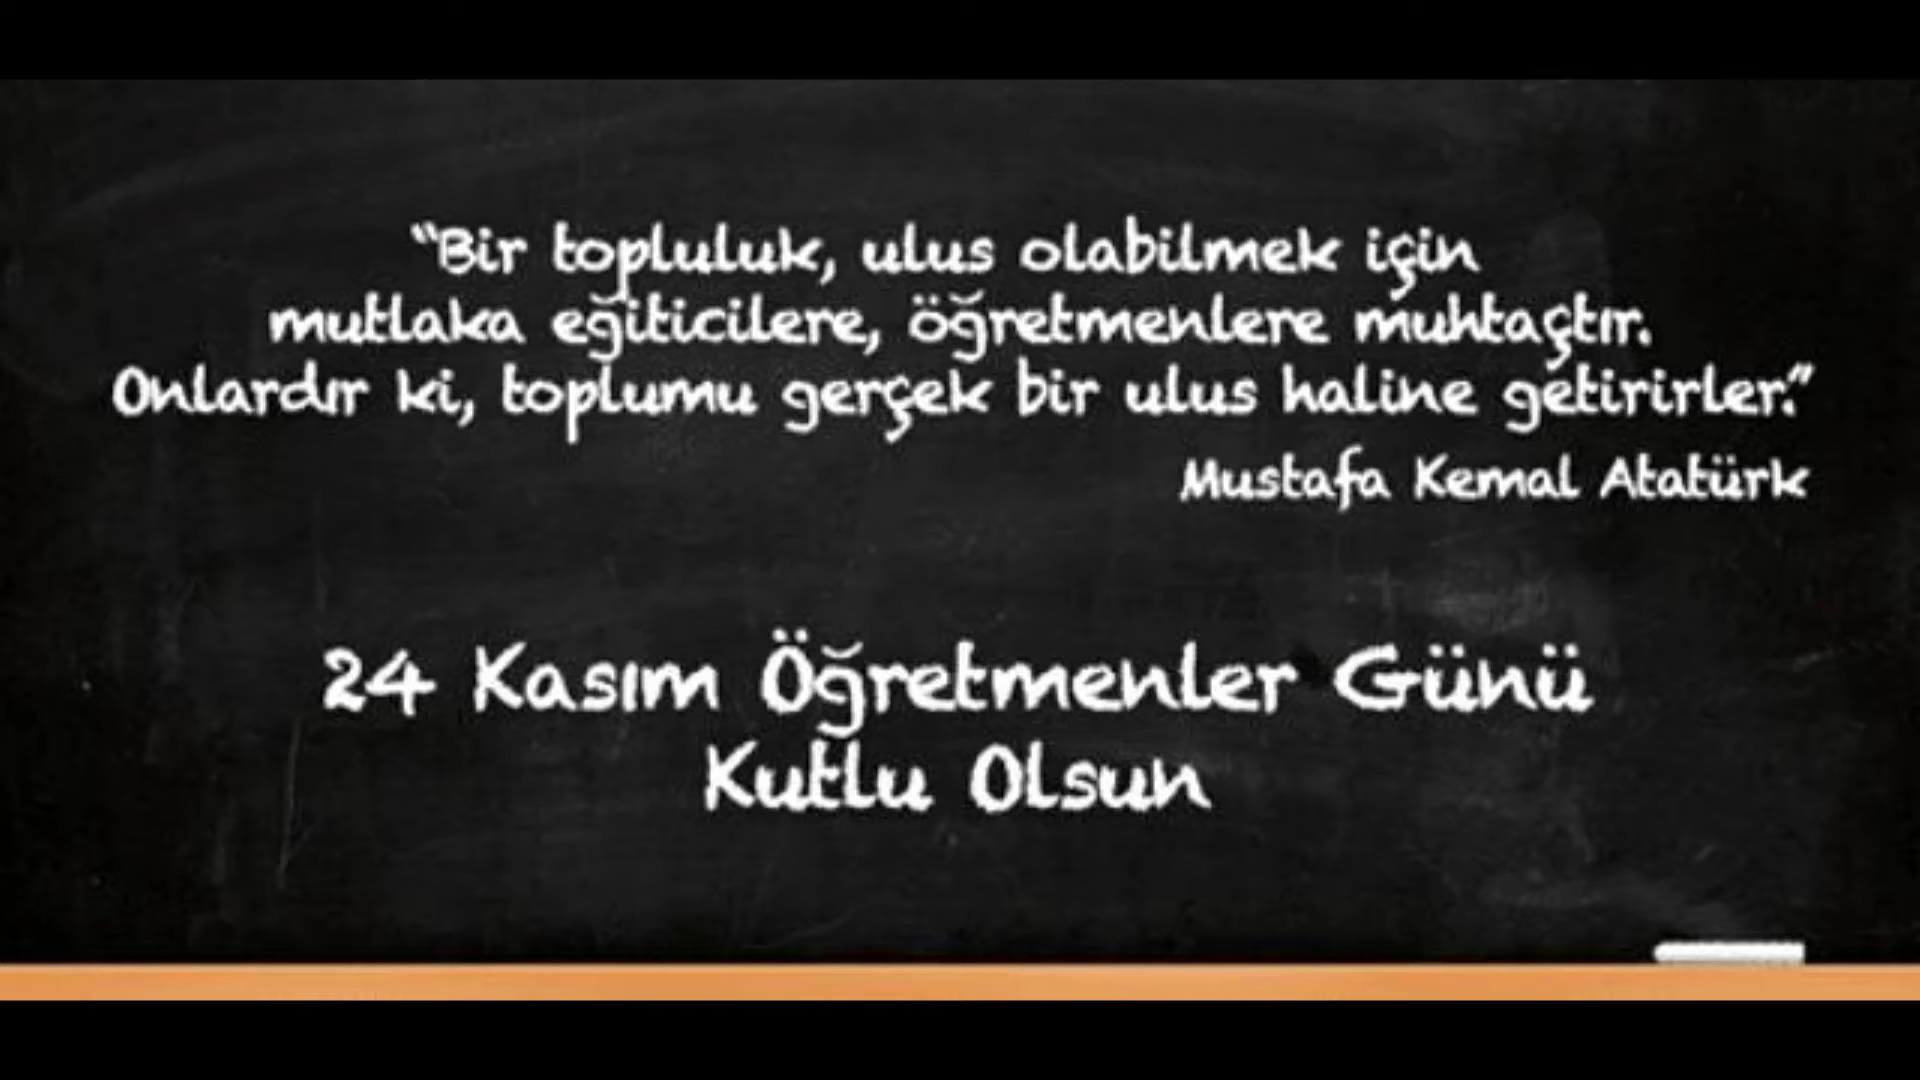 “Bir topluluk, ulus olabilmek için
mutlaka eğiticilere, öğretmenlere muhtaçtır.
Onlardır ki, toplumu gerçek bir ulus haline getirirler.”
Mustafa Kemal Atatürk
24 Kasım Öğretmenler Günü
Kutlu Olsun